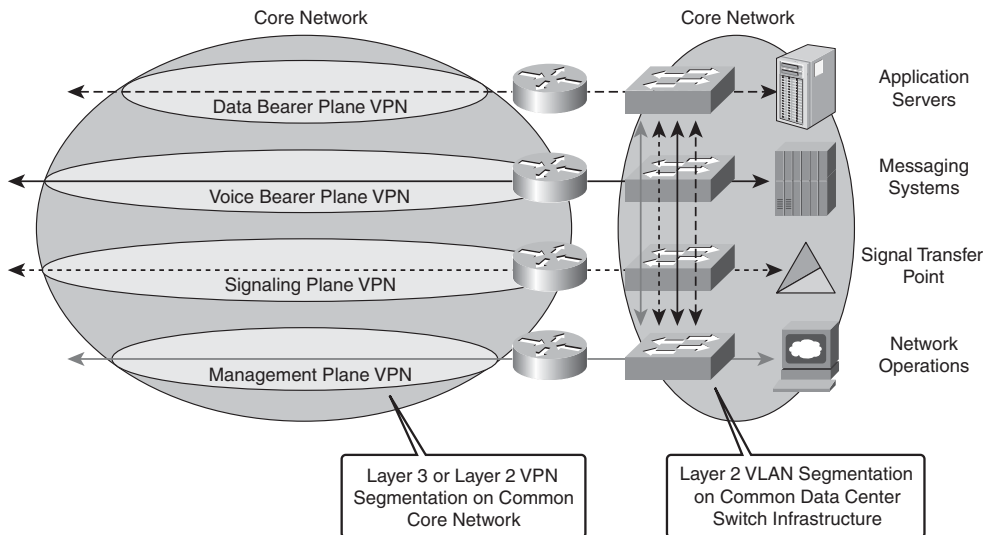 Core Network
Core Network
Data Bearer Plane VPN
Application
Servers
Voice Bearer Plane VPN
Messaging
Systems
Signaling Plane VPN
Signal Transfer
Point
Management Plane VPN
Network
Operations
Layer 3 or Layer 2 VPN
Segmentation on Common
Core Network
Layer 2 VLAN Segmentation
on Common Data Center
Switch Infrastructure